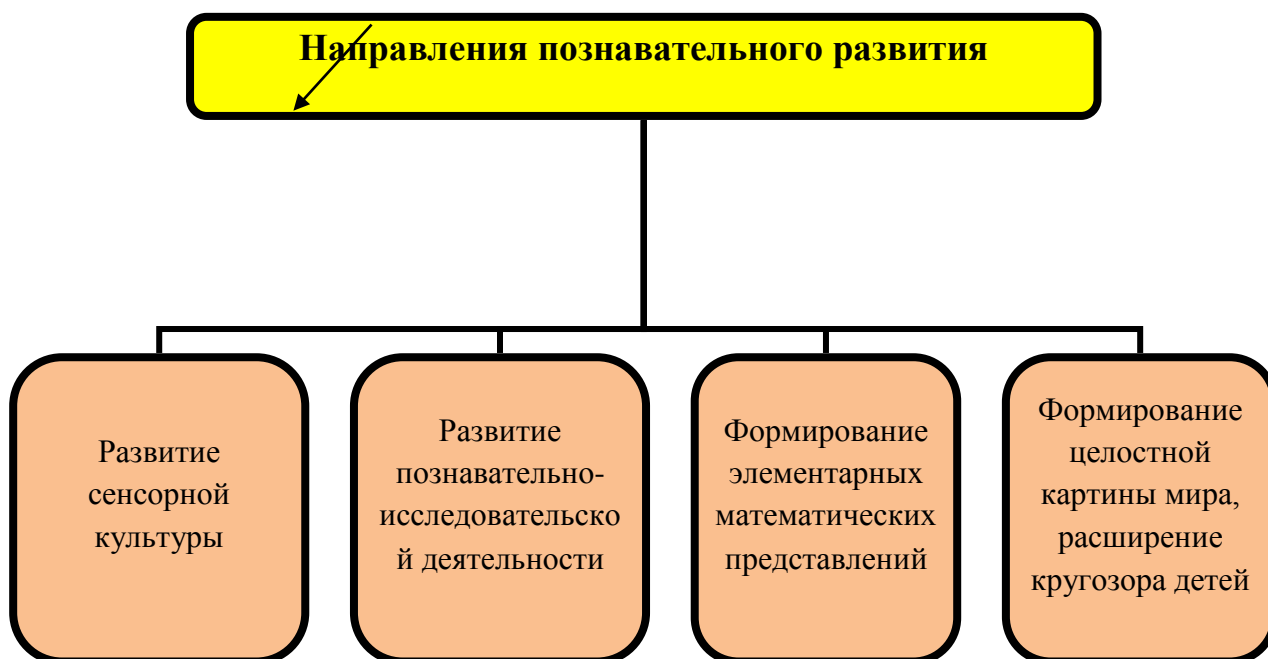 Направления познавательного развития
Развитие
сенсорной
культуры
Развитие
познавательно-
исследовательско
й деятельности
Формирование
элементарных
математических
представлений
Формирование
целостной
картины мира,
расширение
кругозора детей